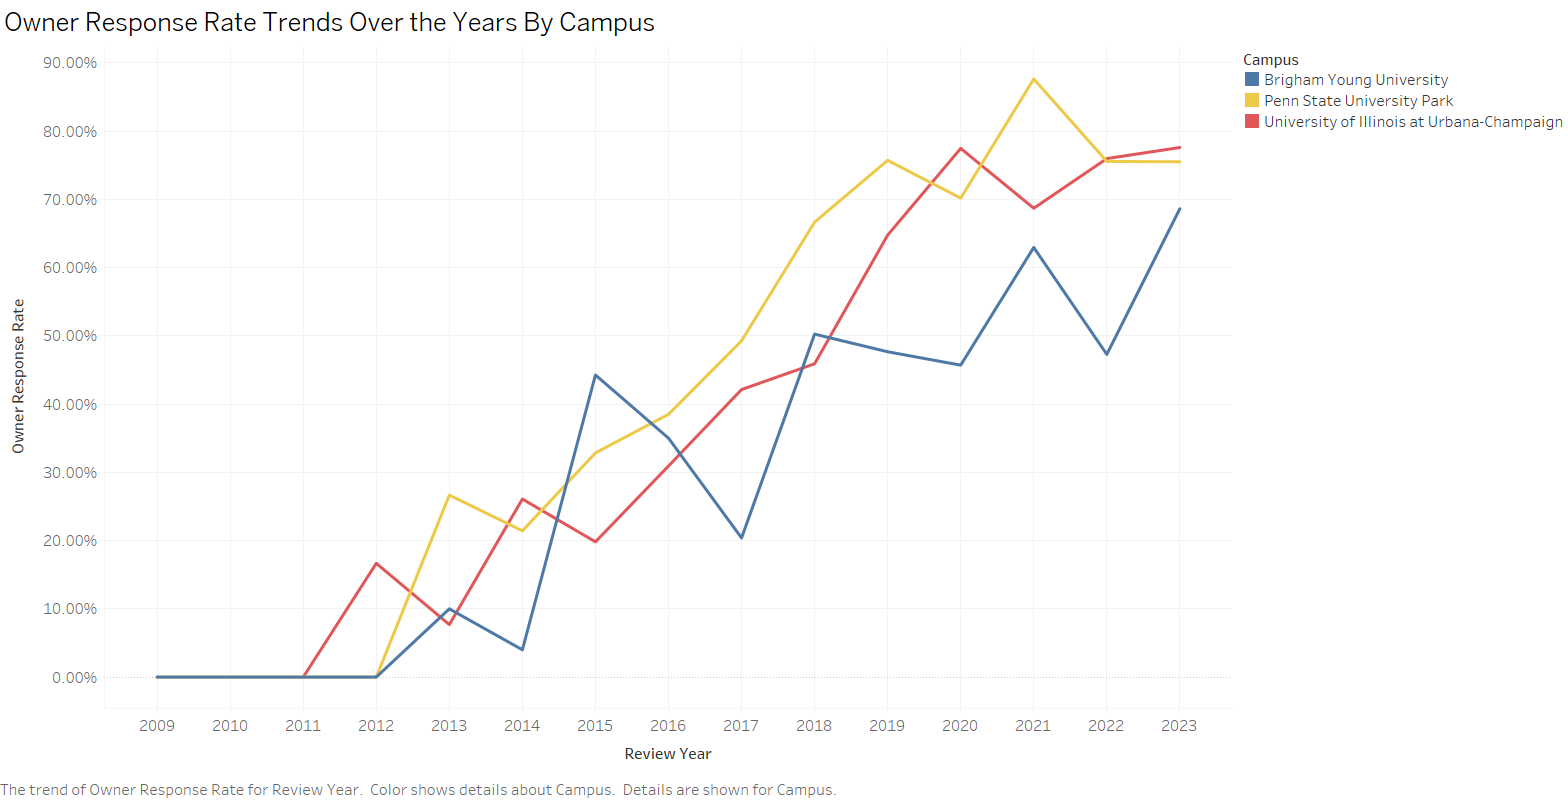 Owner Response Rate Trends Over the Years By Campus
90.00%
80.00%
70.00%
60.00%
50.00%
40.00%
30.00%
20.00%
10.00%
0.00%
Owner Response Rate
2009 2010 2011 2012 2013 2014 2015 2016 2017 2018 2019 2020 2021 2022 2023
Review Year
Campus
Brigham Young University
Penn State University Park
University of Illinois at Urbana-Champaign
The trend of Owner Response Rate for Review Year.  Color shows details about Campus.  Details are shown for Campus.